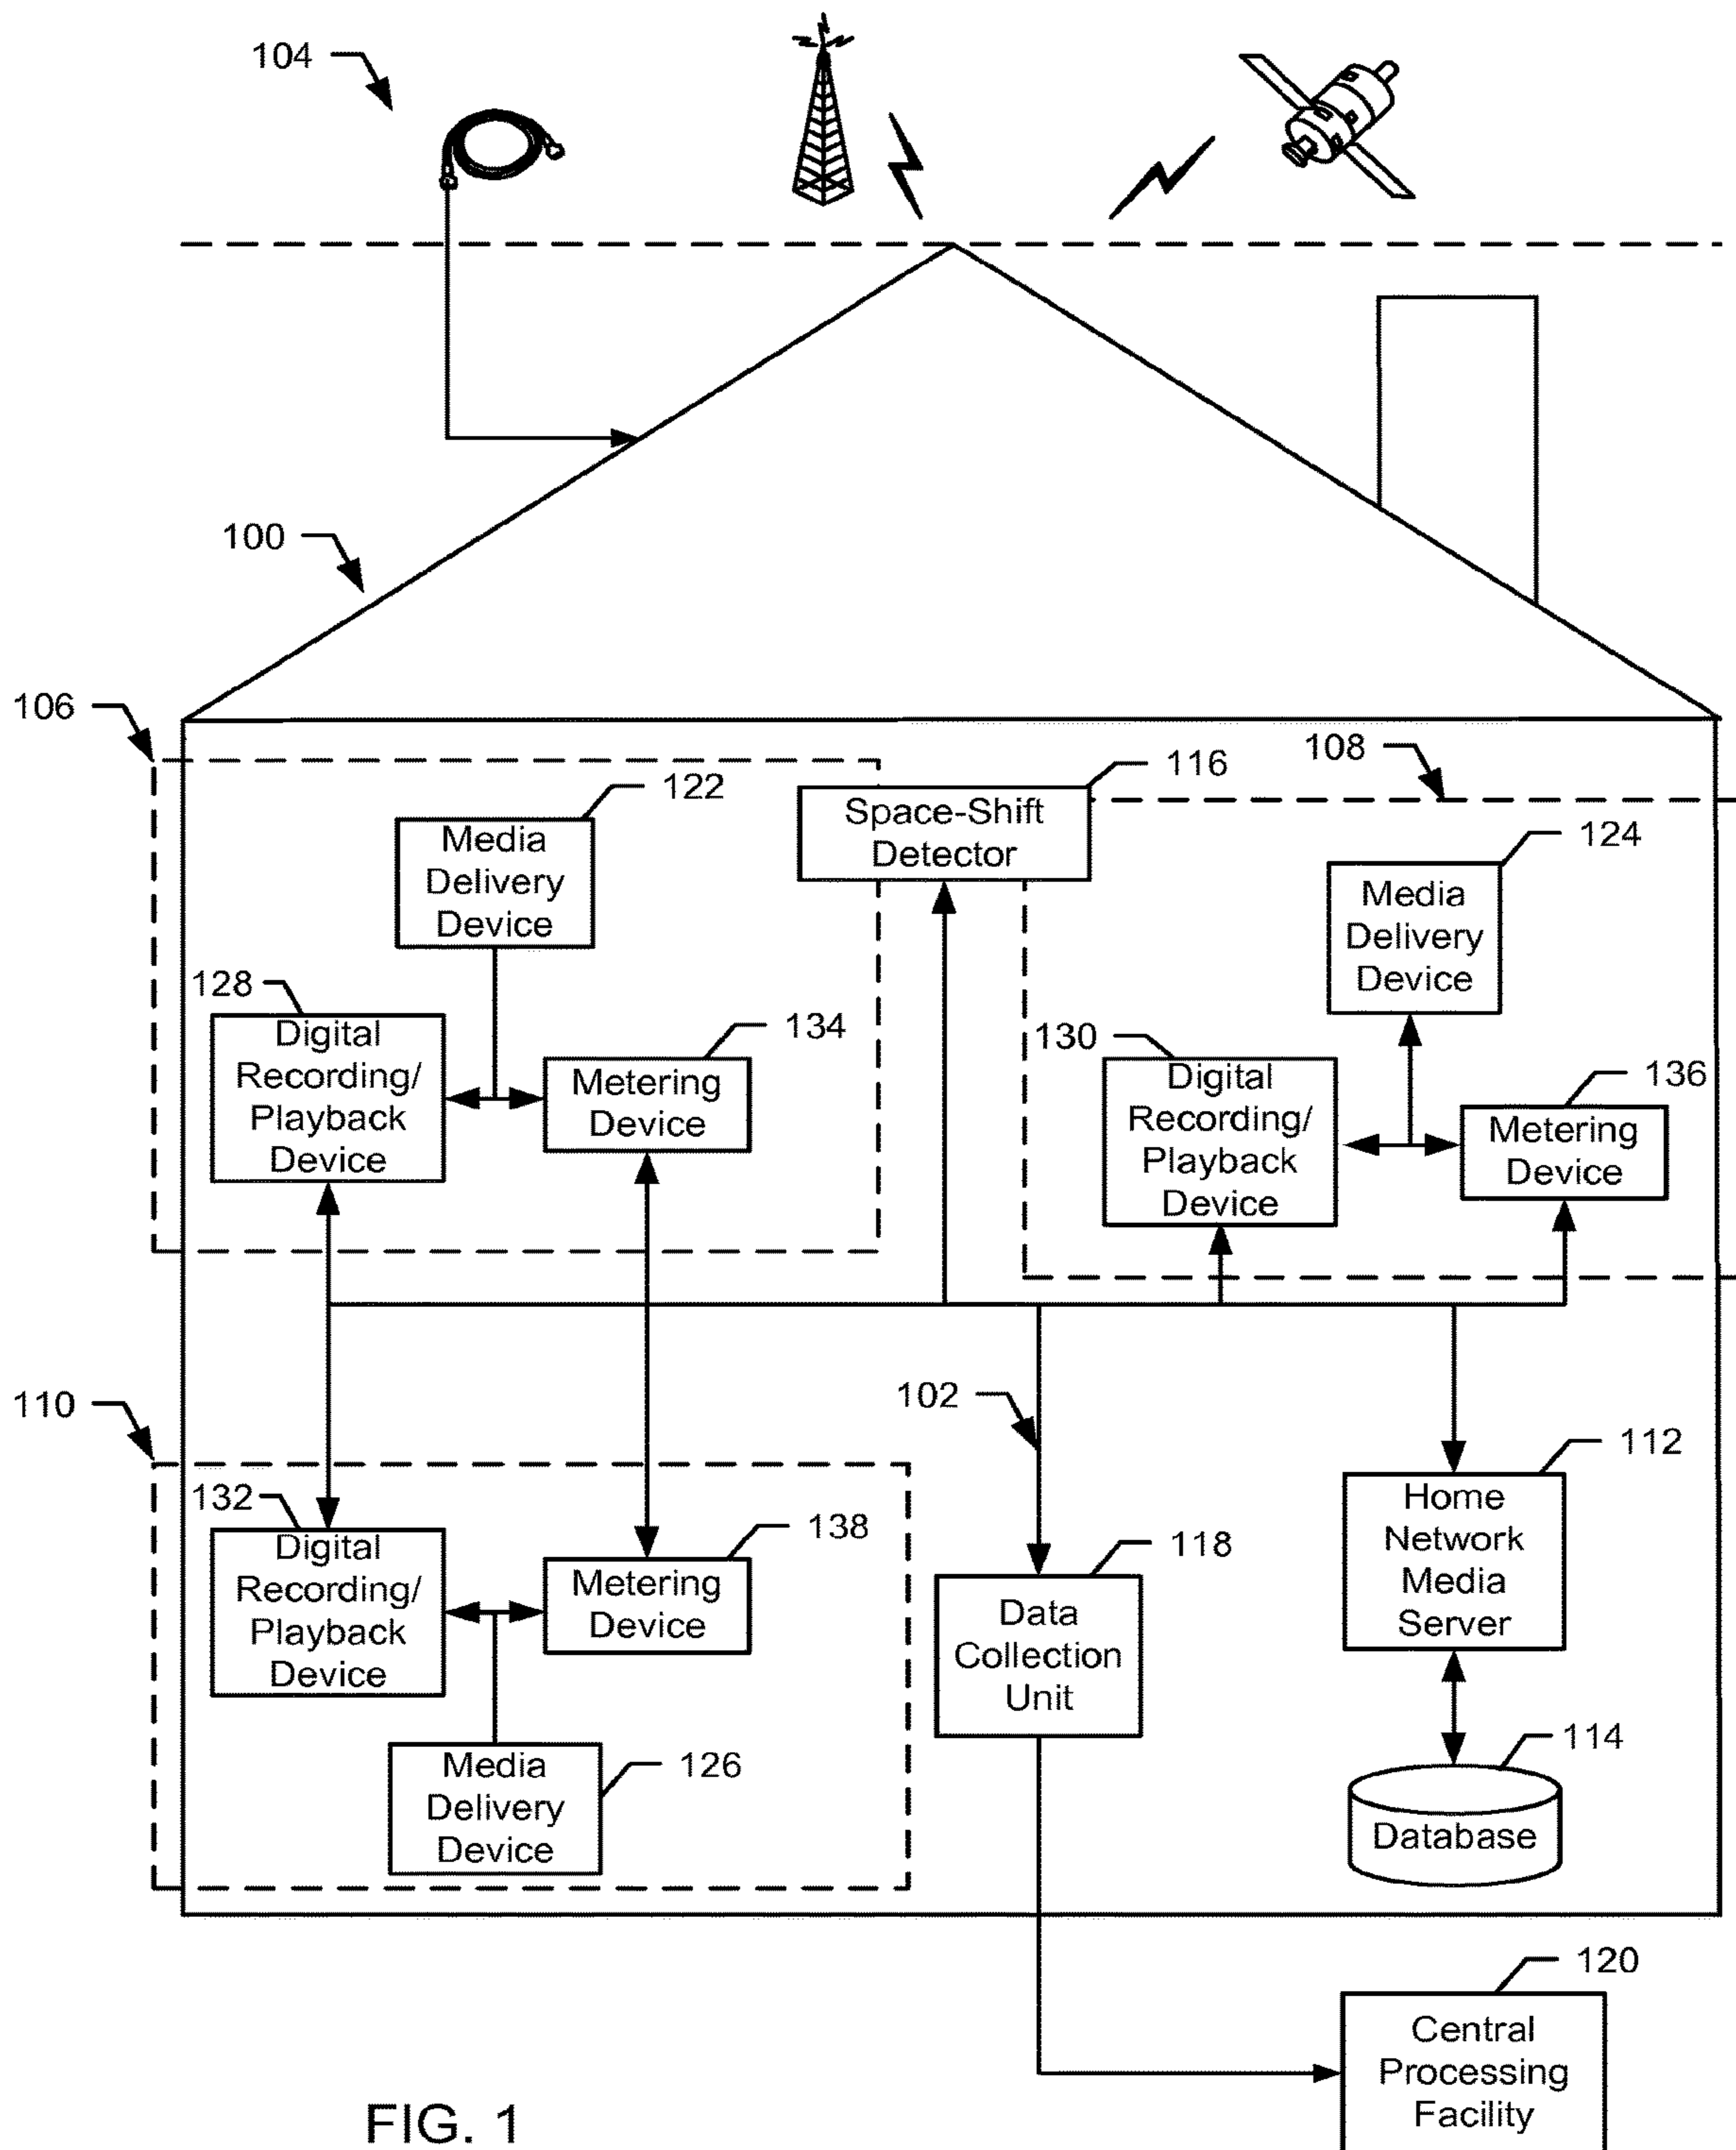 104
100
106
108
116
Space-Shift
Detector
122
Media
Delivery
Device
124
Media
Delivery
Device
128
Digital
Recording/
Playback
Device
134
Metering
Device
130
Digital
Recording/
Playback
Device
136
Metering
Device
110
102
112
Home
Network
Media
Server
132
Digital
Recording/
Playback
Device
138
Metering
Device
118
Data
Collection
Unit
126
Media
Delivery
Device
114
Database
120
Central
Processing
Facility
FIG. 1